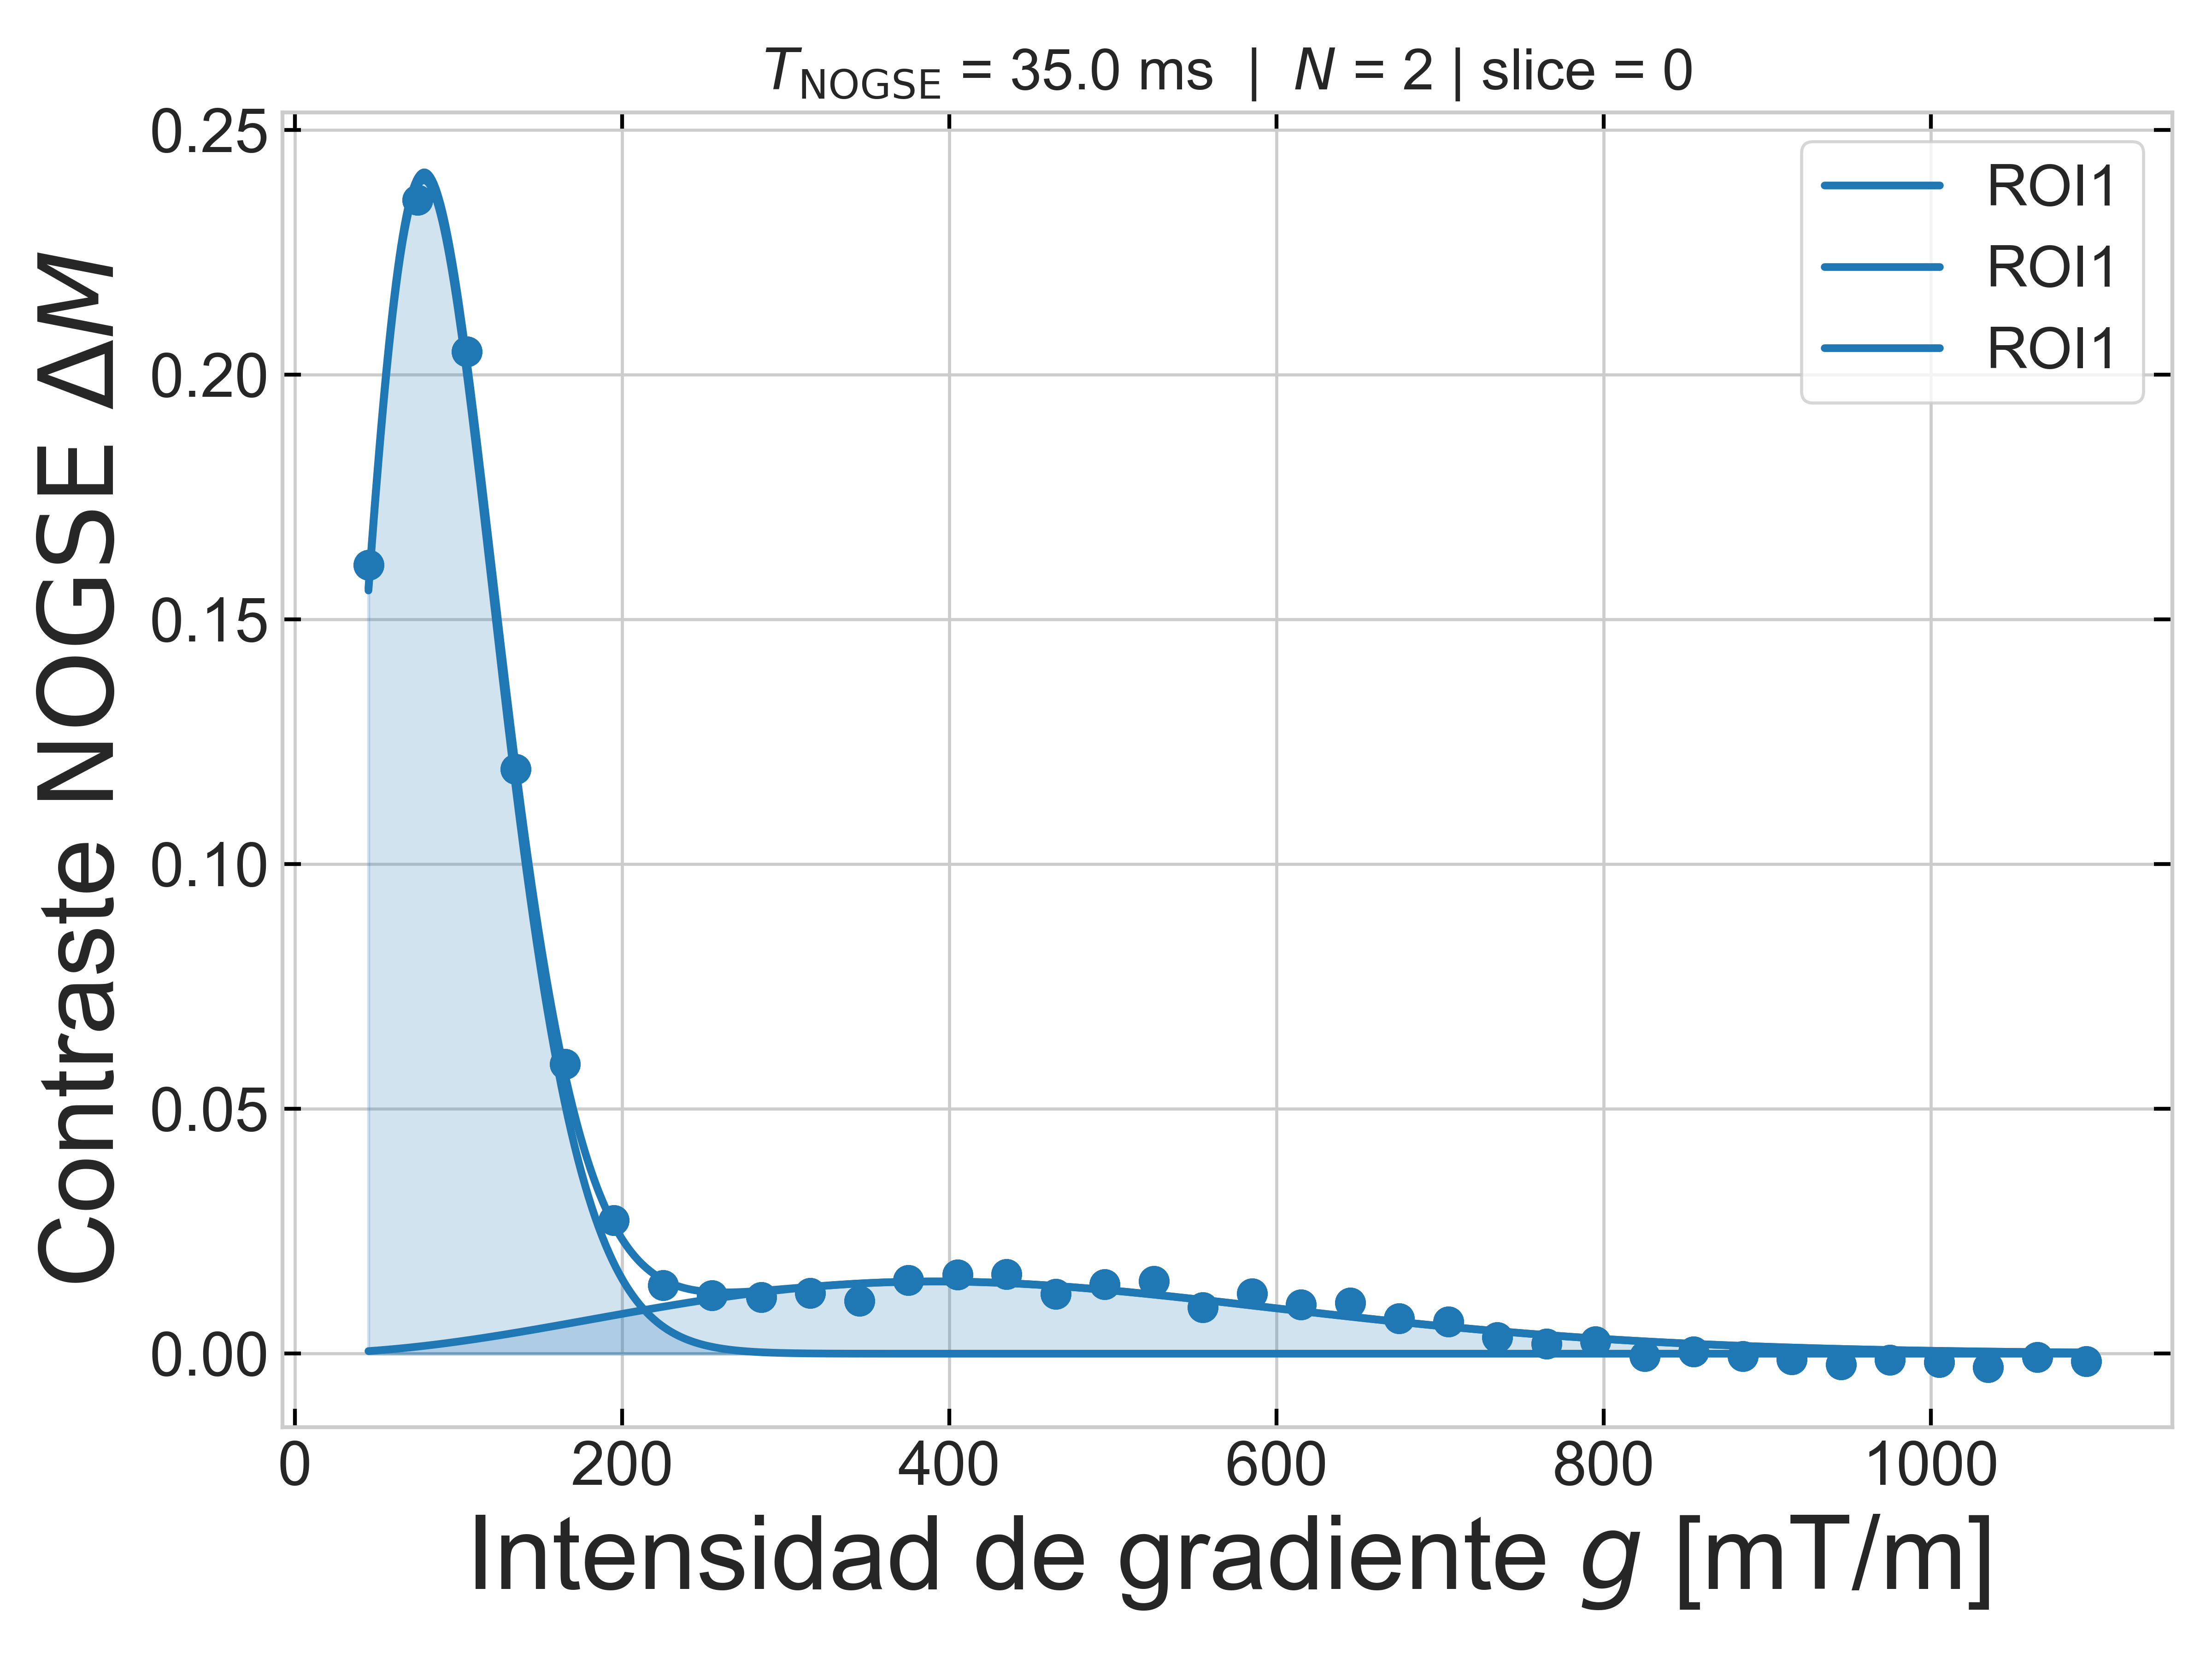 T_NOGSE = 35.0 ms | N = 2 | slice = 0
Contraste NOGSE ΔM
0.25
0.20
0.15
0.10
0.05
0.00
ROI1
ROI1
ROI1
0 200 400 600 800 1000
Intensidad de gradiente g [mT/m]